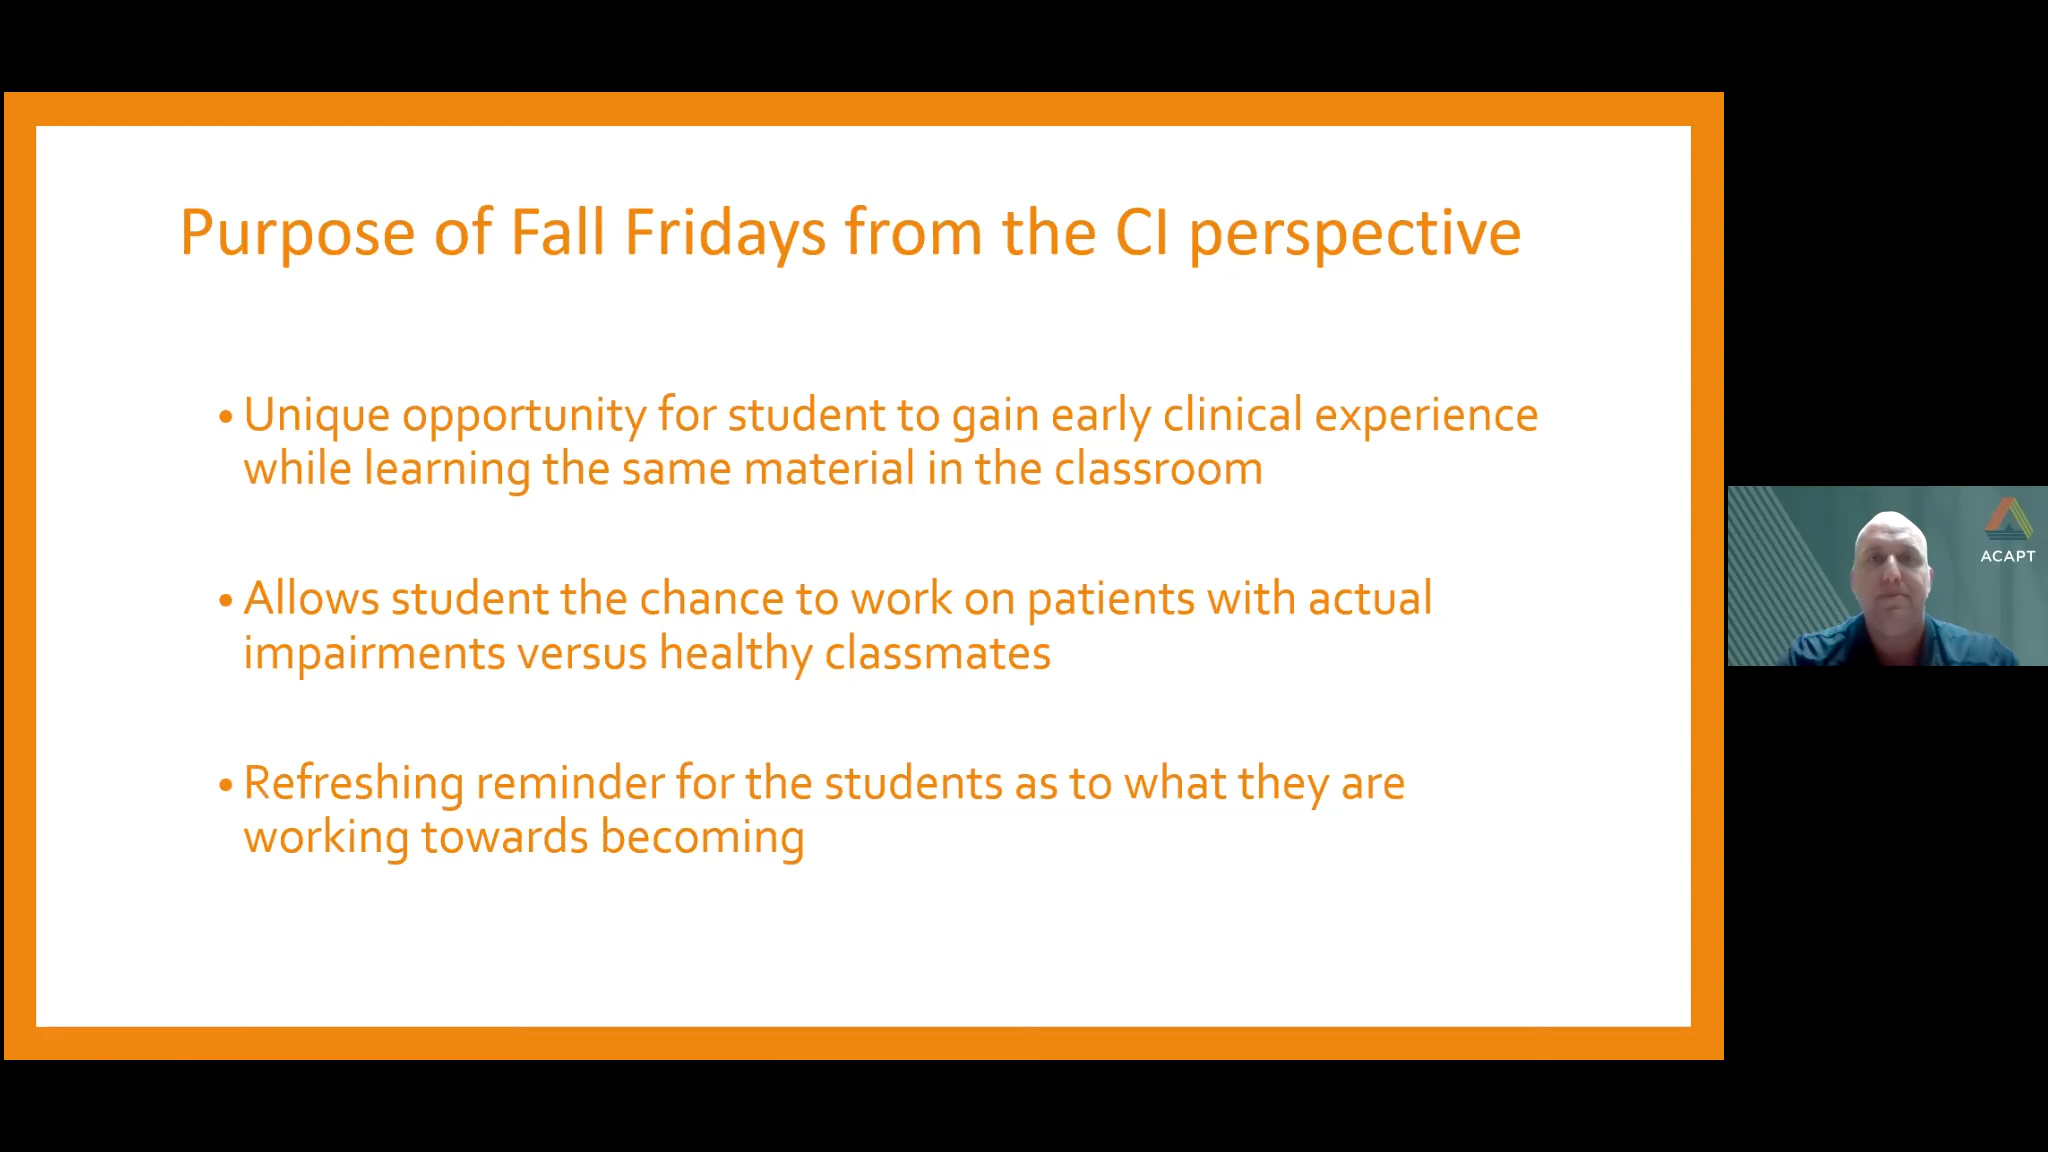 Purpose of Fall Fridays from the CI perspective
• Unique opportunity for student to gain early clinical experience
while learning the same material in the classroom
• Allows student the chance to work on patients with actual
impairments versus healthy classmates
• Refreshing reminder for the students as to what they are
working towards becoming
ACAPT